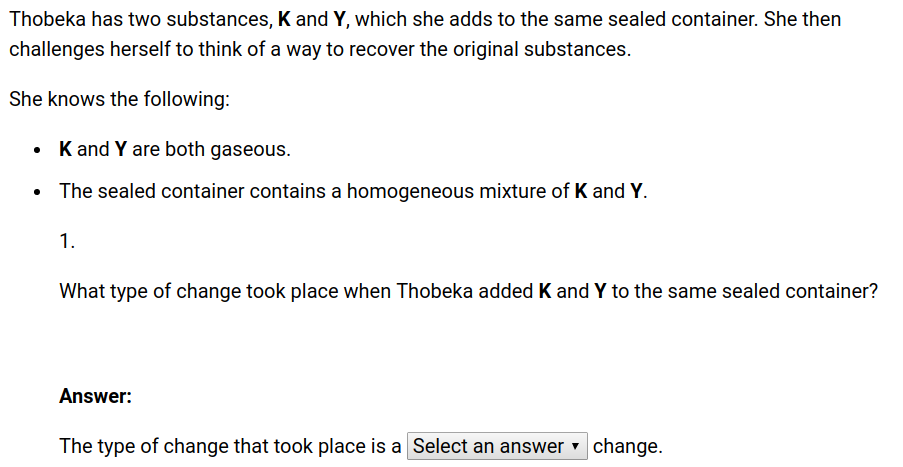 Thobeka has two substances, K and Y, which she adds to the same sealed container. She then
challenges herself to think of a way to recover the original substances.
She knows the following:
• K and Y are both gaseous.
• The sealed container contains a homogeneous mixture of K and Y.
1.
What type of change took place when Thobeka added K and Y to the same sealed container?
Answer:
The type of change that took place is a Select an answer ▾ change.